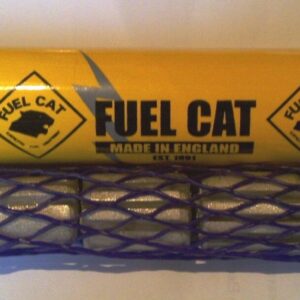 FUEL CAT
FUEL CAT
MADE IN ENGLAND
EST. 1991
FUEL